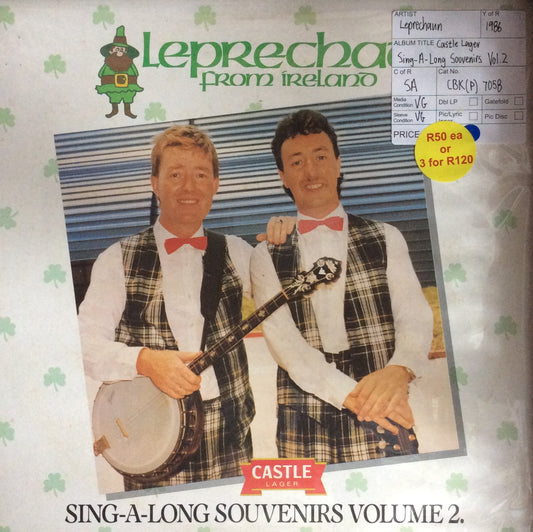 Leprechau
from ireland
ARTIST
Leprechaun
Y of R
1986
ALBUM TITLE Castle Lager
Sing-A-Long Souvenirs Vol.2
C of R
SA
Cat No.
CBK(P) 7058
Media
Condition VG
Dbl LP
Gatefold
Sleeve
Condition VG
Pic/Lyric
Pic Disc
PRICE
R50 ea
or
3 for R120
CASTLE
LAGER
SING-A-LONG SOUVENIRS VOLUME 2.